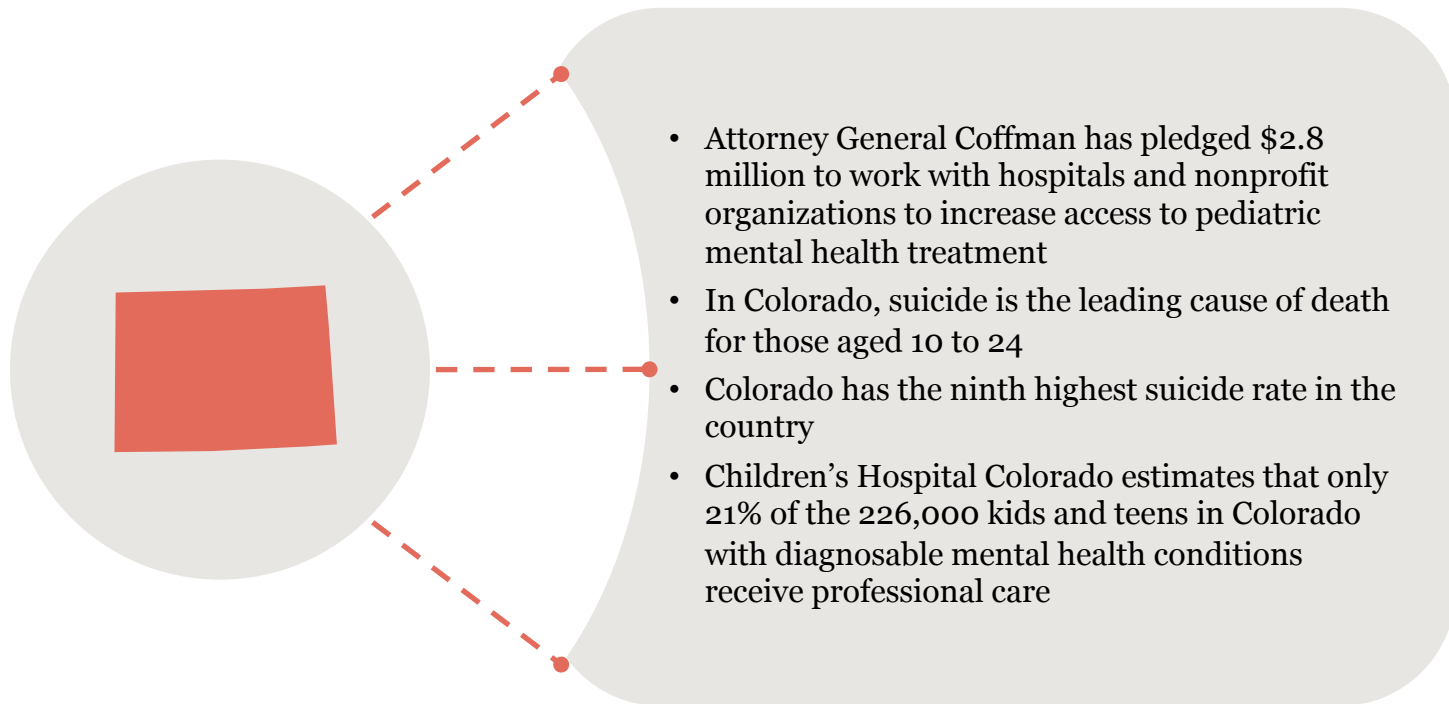 • Attorney General Coffman has pledged $2.8
million to work with hospitals and nonprofit
organizations to increase access to pediatric
mental health treatment
• In Colorado, suicide is the leading cause of death
for those aged 10 to 24
• Colorado has the ninth highest suicide rate in the
country
• Children’s Hospital Colorado estimates that only
21% of the 226,000 kids and teens in Colorado
with diagnosable mental health conditions
receive professional care